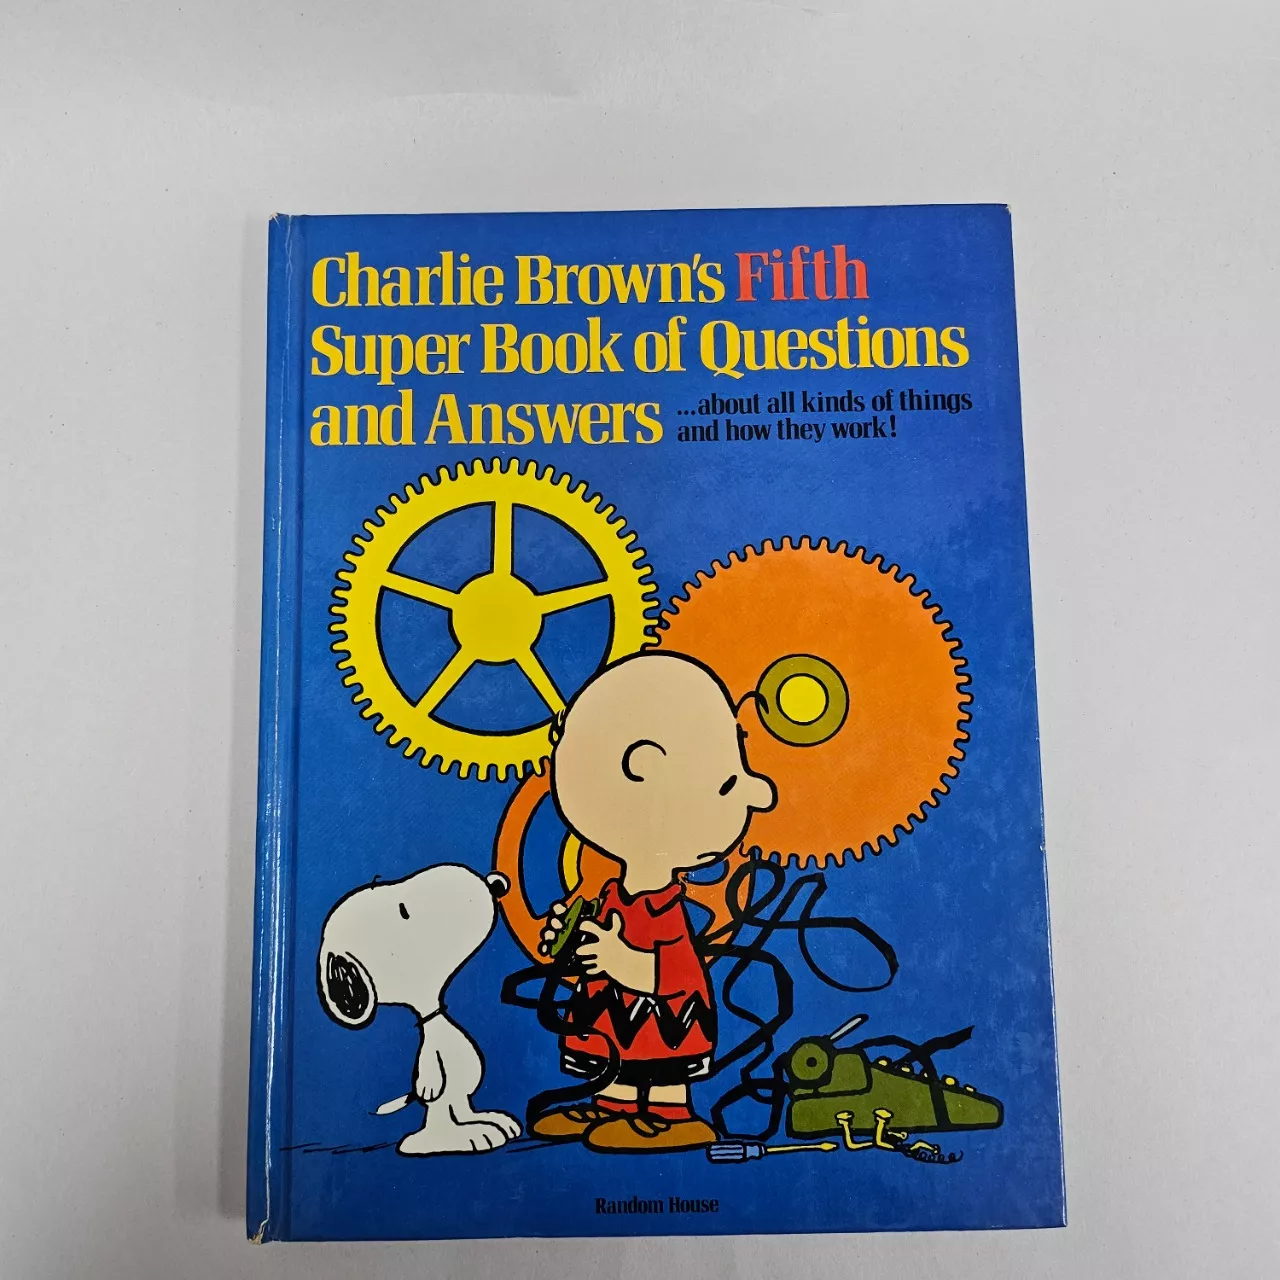 Charlie Brown's Fifth
Super Book of Questions
and Answers ...about all kinds of things
and how they work!
Random House